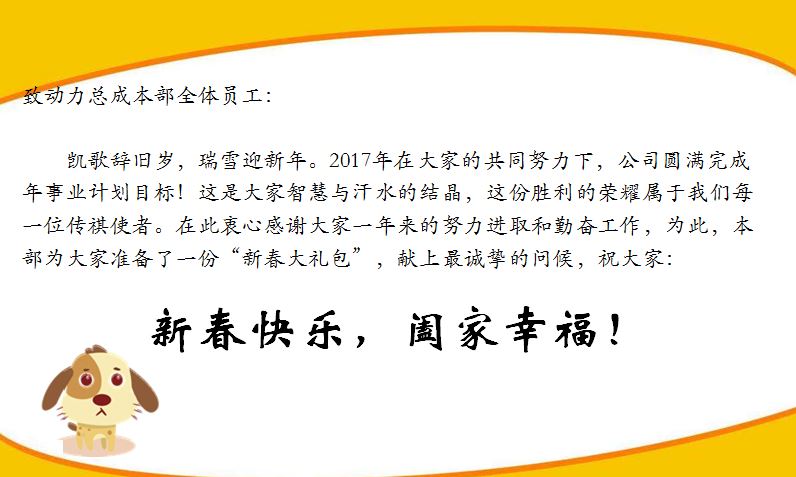 致动力总成本部全体员工：
凯歌辞旧岁，瑞雪迎新年。2017年在大家的共同努力下，公司圆满完成
年事业计划目标！这是大家智慧与汗水的结晶，这份胜利的荣耀属于我们每
一位传祺使者。在此衷心感谢大家一年来的努力进取和勤奋工作，为此，本
部为大家准备了一份“新春大礼包”，献上最诚挚的问候，祝大家：
新春快乐，阖家幸福！